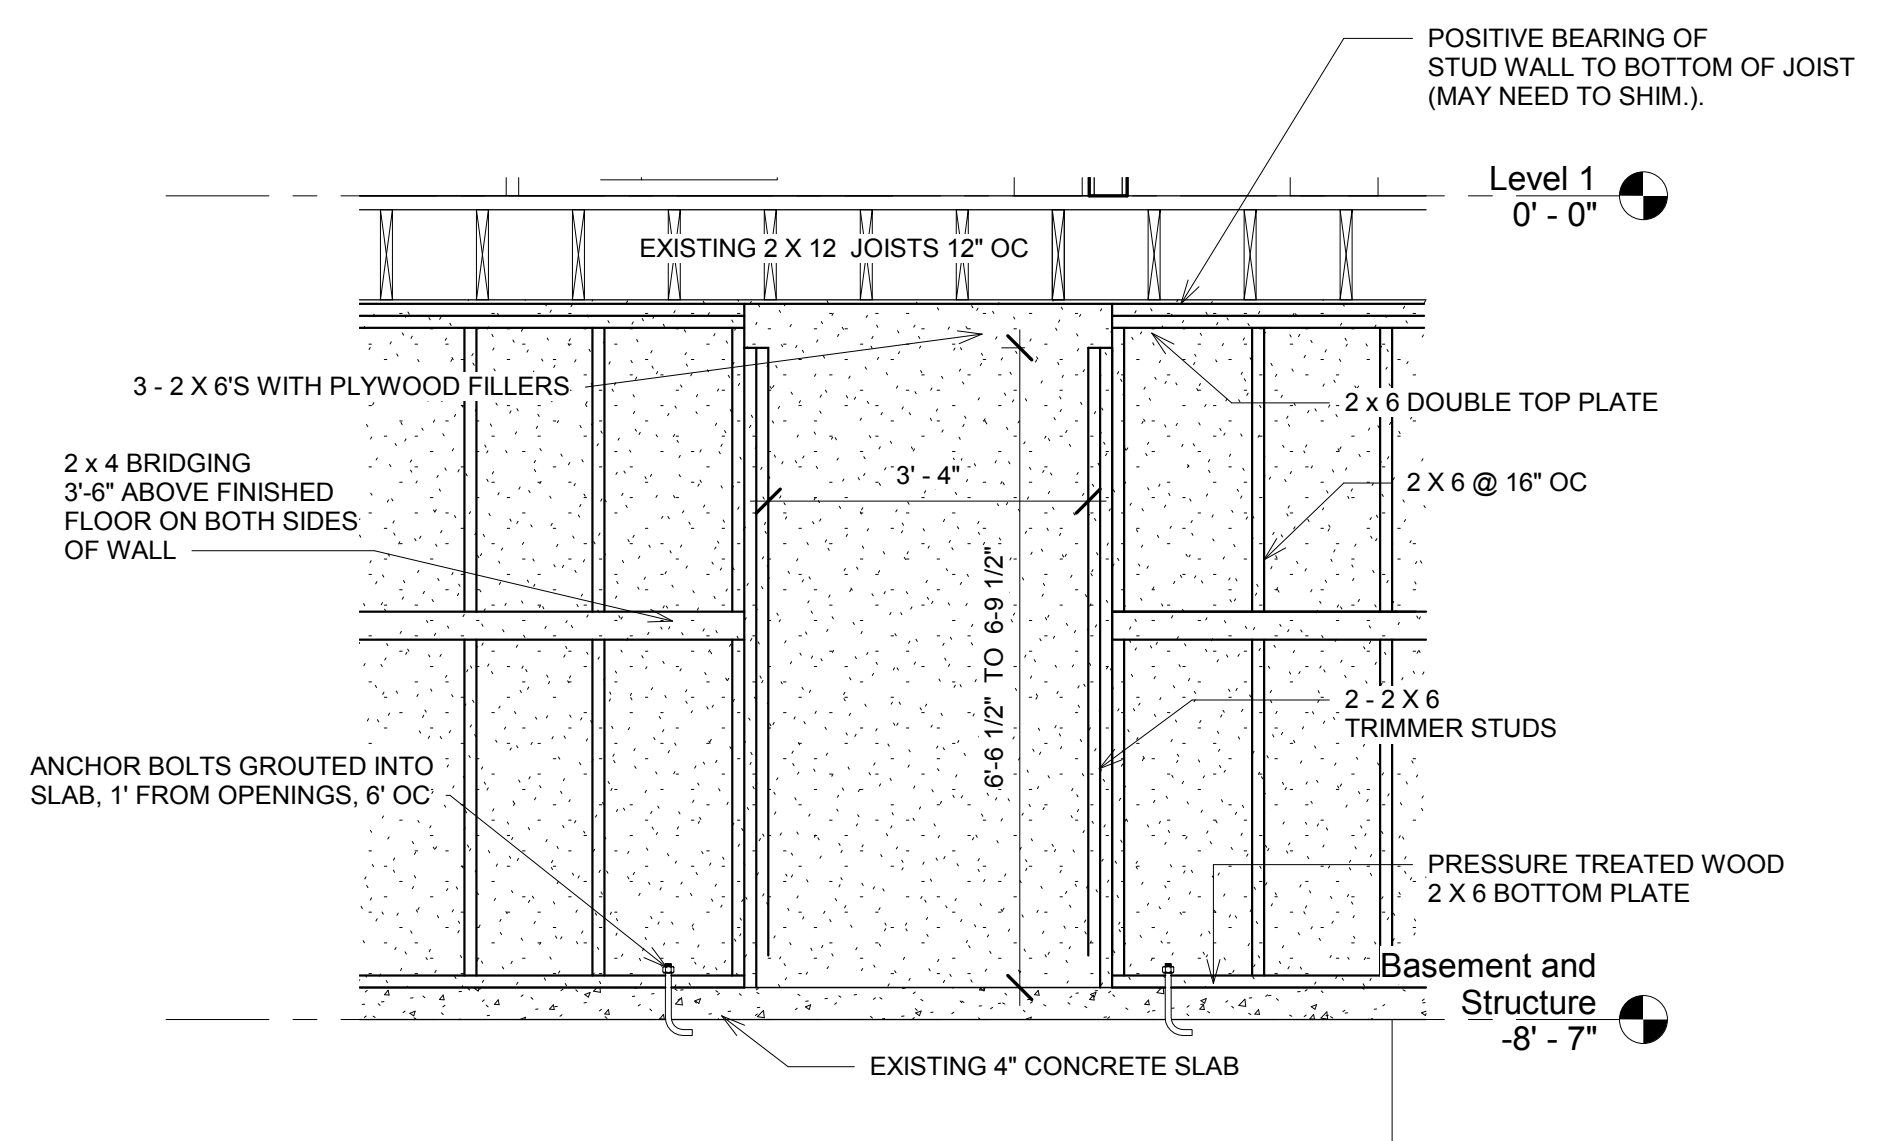 POSITIVE BEARING OF
STUD WALL TO BOTTOM OF JOIST
(MAY NEED TO SHIM.).
Level 1
0' - 0"
EXISTING 2 X 12  JOISTS 12" OC
3 - 2 X 6'S WITH PLYWOOD FILLERS
2 x 6 DOUBLE TOP PLATE
2 x 4 BRIDGING
3'-6" ABOVE FINISHED
FLOOR ON BOTH SIDES
OF WALL
3' - 4"
2 X 6 @ 16" OC
6'-6 1/2"  TO  6-9 1/2"
2 - 2 X 6
TRIMMER STUDS
ANCHOR BOLTS GROUTED INTO
SLAB, 1' FROM OPENINGS, 6' OC
PRESSURE TREATED WOOD
2 X 6 BOTTOM PLATE
Basement and
Structure
-8' - 7"
EXISTING 4" CONCRETE SLAB